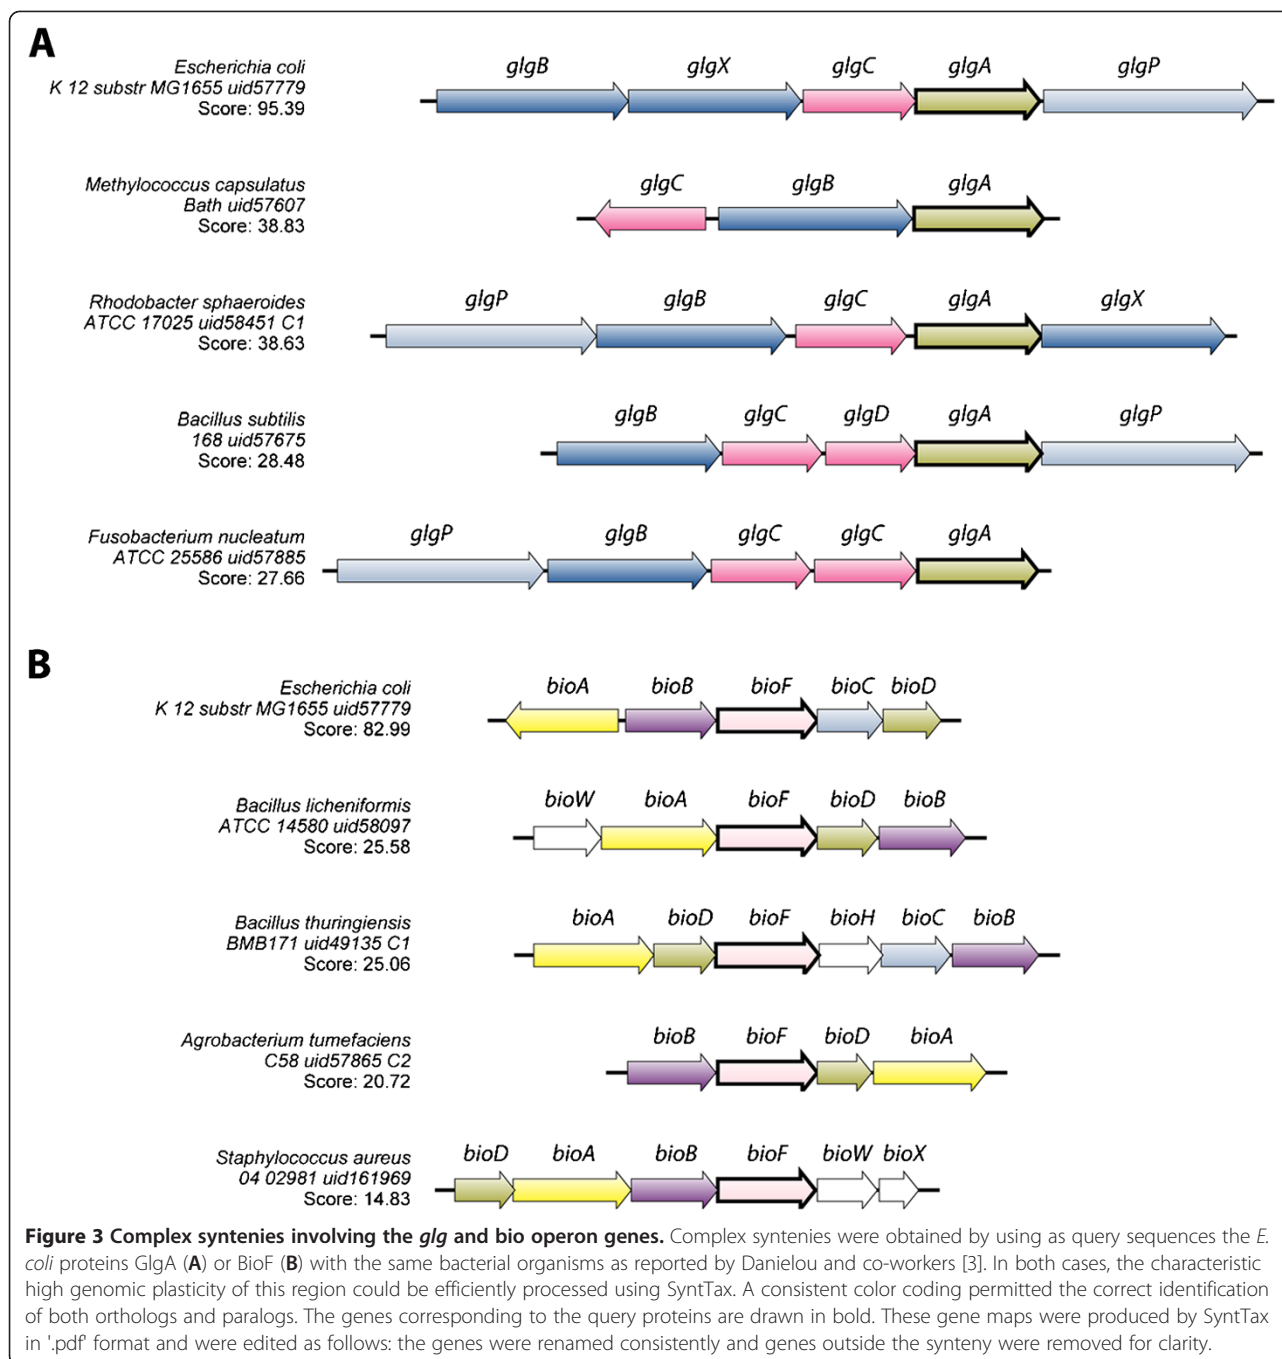 A
Escherichia coli
K 12 substr MG1655 uid57779
Score: 95.39
glgB glgX glgC glgA glgP
Methylococcus capsulatus
Bath uid57607
Score: 38.83
glgC glgB glgA
Rhodobacter sphaeroides
ATCC 17025 uid58451 C1
Score: 38.63
glgP glgB glgC glgA glgX
Bacillus subtilis
168 uid57675
Score: 28.48
glgB glgC glgD glgA glgP
Fusobacterium nucleatum
ATCC 25586 uid57885
Score: 27.66
glgP glgB glgC glgC glgA
B
Escherichia coli
K 12 substr MG1655 uid57779
Score: 82.99
bioA bioB bioF bioC bioD
Bacillus licheniformis
ATCC 14580 uid58097
Score: 25.58
bioW bioA bioF bioD bioB
Bacillus thuringiensis
BMB171 uid49135 C1
Score: 25.06
bioA bioD bioF bioH bioC bioB
Agrobacterium tumefaciens
C58 uid57865 C2
Score: 20.72
bioB bioF bioD bioA
Staphylococcus aureus
04 02981 uid161969
Score: 14.83
bioD bioA bioB bioF bioW bioX
Figure 3 Complex syntenies involving the glg and bio operon genes. Complex syntenies were obtained by using as query sequences the E.
coli proteins GlgA (A) or BioF (B) with the same bacterial organisms as reported by Danielou and co-workers [3]. In both cases, the characteristic
high genomic plasticity of this region could be efficiently processed using SyntTax. A consistent color coding permitted the correct identification
of both orthologs and paralogs. The genes corresponding to the query proteins are drawn in bold. These gene maps were produced by SyntTax
in '.pdf' format and were edited as follows: the genes were renamed consistently and genes outside the synteny were removed for clarity.